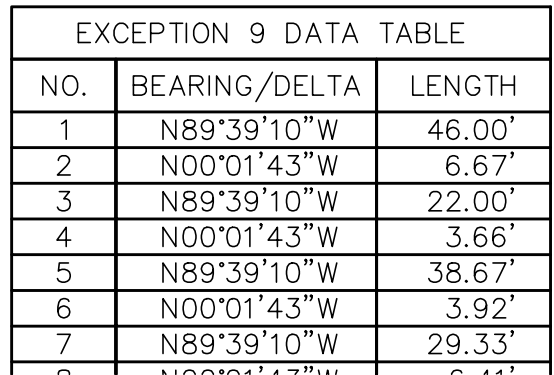 EXCEPTION 9 DATA TABLE
NO. BEARING/DELTA LENGTH
1 N89°39'10"W 46.00'
2 N00°01'43"W 6.67'
3 N89°39'10"W 22.00'
4 N00°01'43"W 3.66'
5 N89°39'10"W 38.67'
6 N00°01'43"W 3.92'
7 N89°39'10"W 29.33'